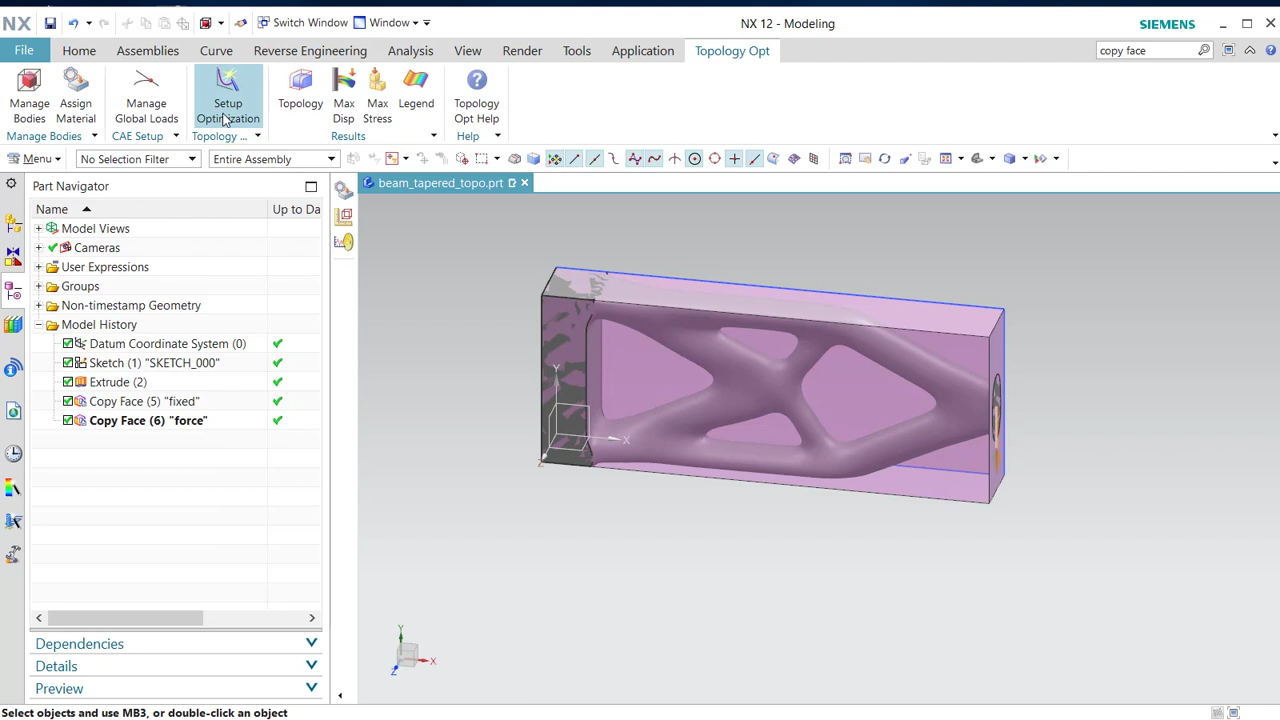 NX Switch Window Window NX 12 - Modeling SIEMENS
File Home Assemblies Curve Reverse Engineering Analysis View Render Tools Application Topology Opt copy face
Manage Bodies
Assign Material
Manage Global Loads
Setup Optimization
Topology
Max Disp
Max Stress
Legend
Topology Opt Help
Manage Bodies CAE Setup Topology ... Results Help
Menu No Selection Filter Entire Assembly
Part Navigator beam_tapered_topo.prt
Name Up to Da
Model Views
Cameras
User Expressions
Groups
Non-timestamp Geometry
Model History
Datum Coordinate System (0)
Sketch (1) "SKETCH_000"
Extrude (2)
Copy Face (5) "fixed"
Copy Face (6) "force"
Y
X
Z
Dependencies
Details
Preview
Y
X
Z
Select objects and use MB3, or double-click an object